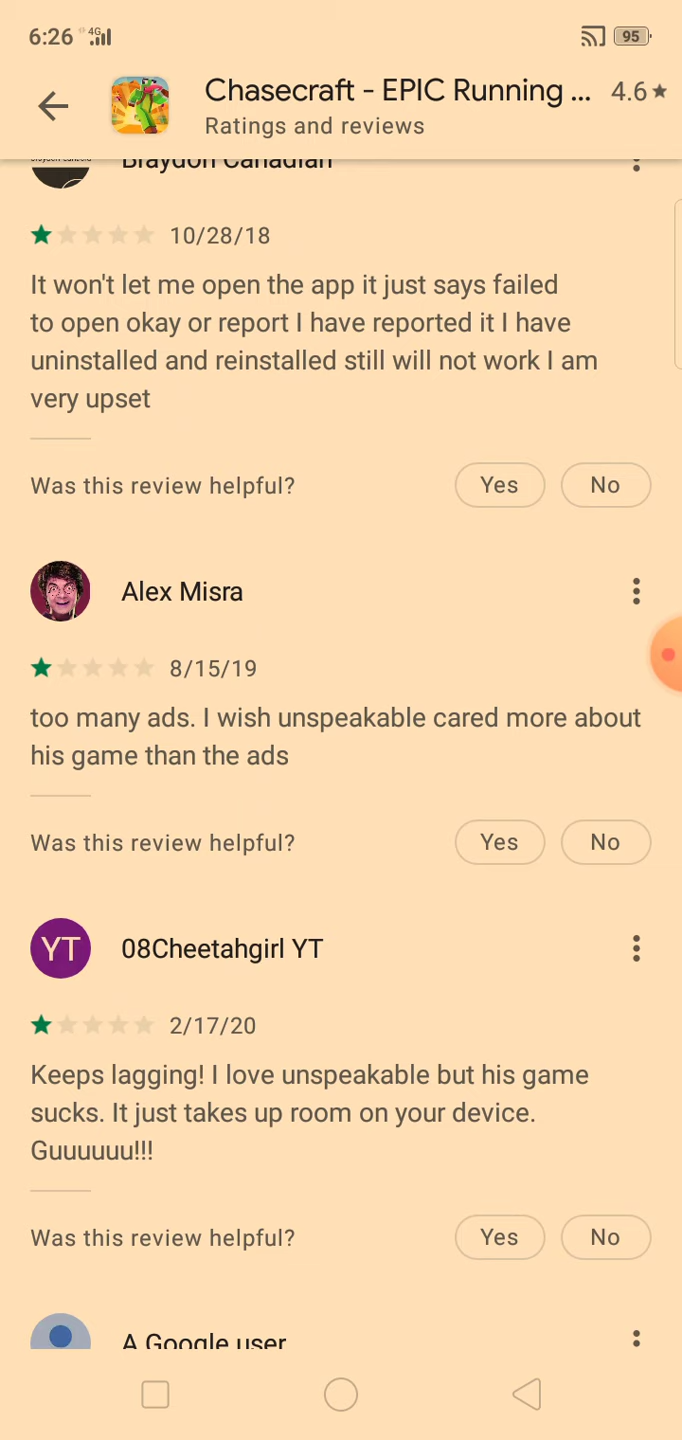 6:26 4G 95
Chasecraft - EPIC Running ... 4.6★
Ratings and reviews
Braydon Canadian
10/28/18
It won't let me open the app it just says failed
to open okay or report I have reported it I have
uninstalled and reinstalled still will not work I am
very upset
Was this review helpful? Yes No
Alex Misra
8/15/19
too many ads. I wish unspeakable cared more about
his game than the ads
Was this review helpful? Yes No
YT 08Cheetahgirl YT
2/17/20
Keeps lagging! I love unspeakable but his game
sucks. It just takes up room on your device.
Guuuuuu!!!
Was this review helpful? Yes No
A Google user